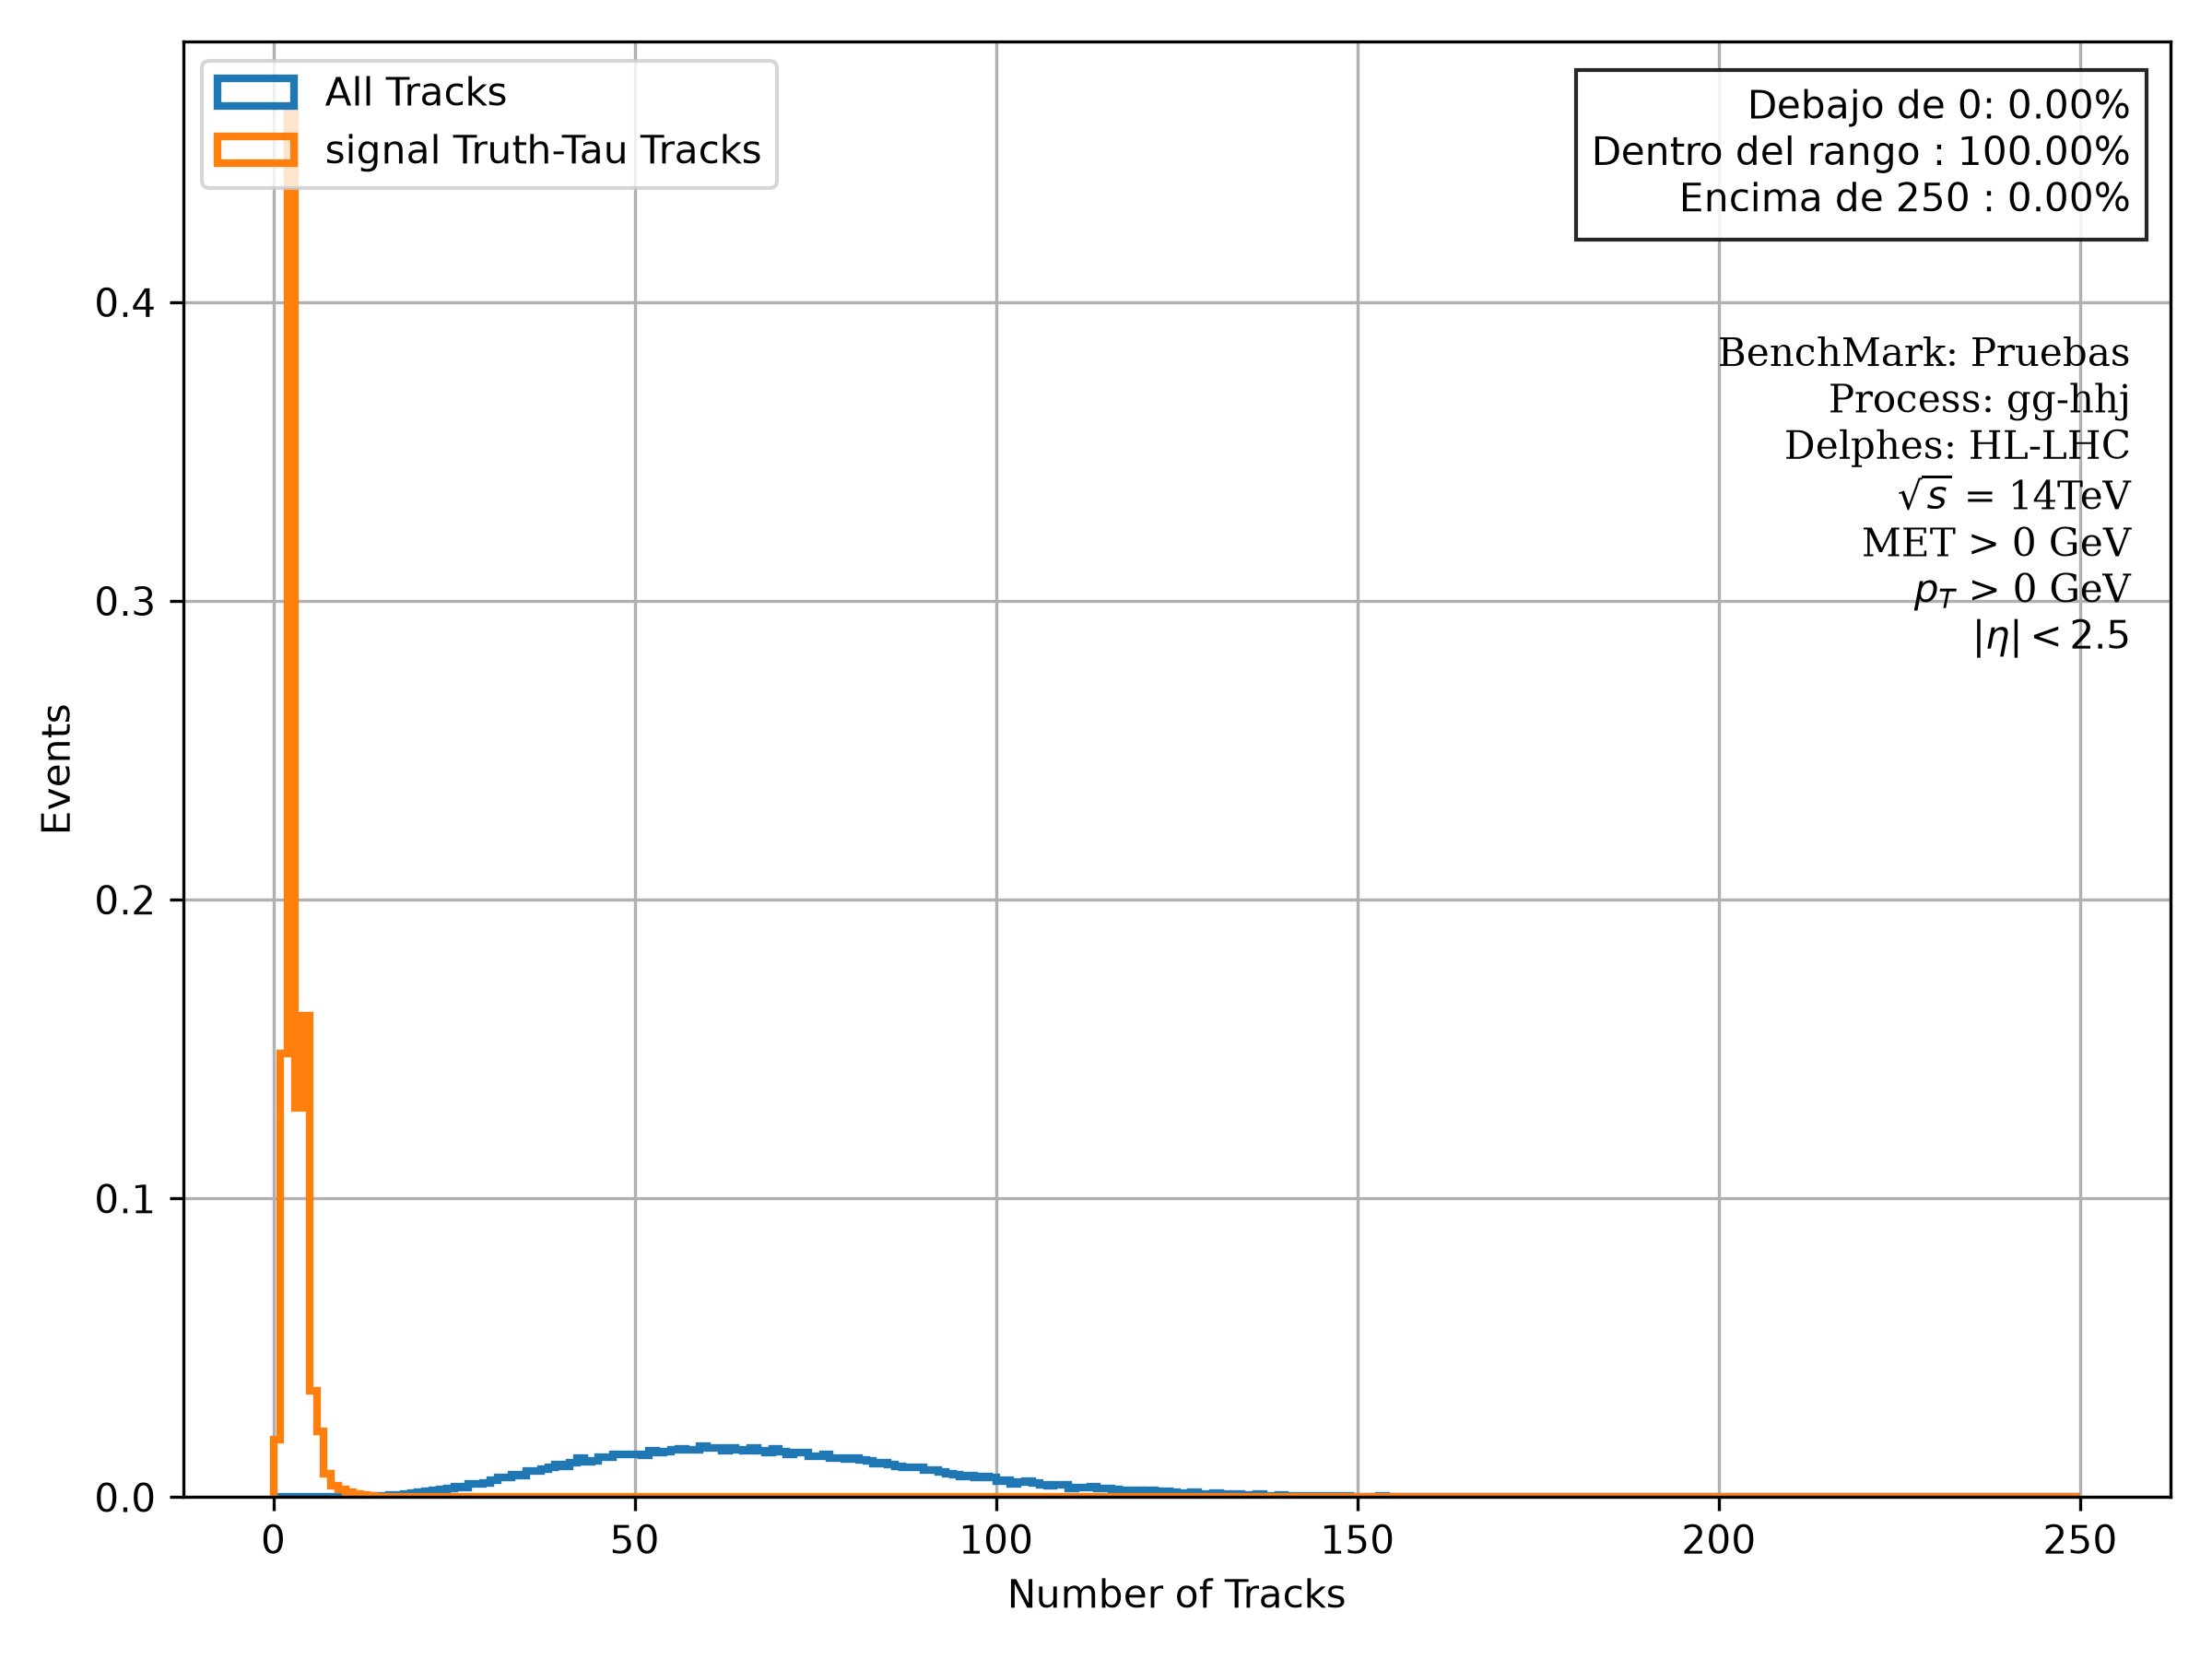 All Tracks
signal Truth-Tau Tracks
Debajo de 0: 0.00%
Dentro del rango : 100.00%
Encima de 250 : 0.00%
BenchMark: Pruebas
Process: gg-hhj
Delphes: HL-LHC
√s = 14TeV
MET > 0 GeV
p_T > 0 GeV
|η| < 2.5
Events
0.4
0.3
0.2
0.1
0.0
0 50 100 150 200 250
Number of Tracks